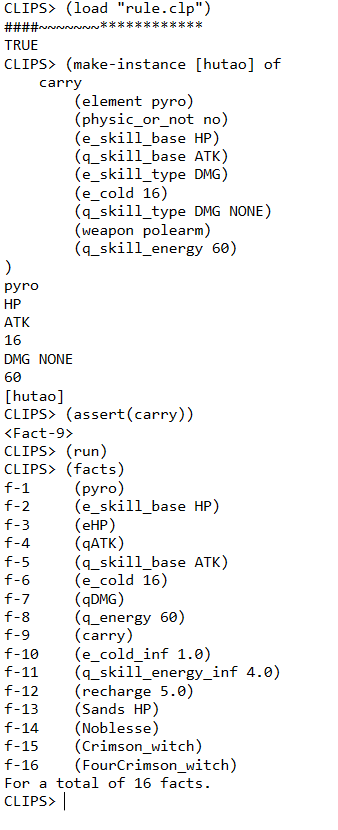 CLIPS> (load "rule.clp")
####~~~~~~~************
TRUE
CLIPS> (make-instance [hutao] of
carry
(element pyro)
(physic_or_not no)
(e_skill_base HP)
(q_skill_base ATK)
(e_skill_type DMG)
(e_cold 16)
(q_skill_type DMG NONE)
(weapon polearm)
(q_skill_energy 60)
)
pyro
HP
ATK
16
DMG NONE
60
[hutao]
CLIPS> (assert(carry))
<Fact-9>
CLIPS> (run)
CLIPS> (facts)
f-1 (pyro)
f-2 (e_skill_base HP)
f-3 (eHP)
f-4 (qATK)
f-5 (q_skill_base ATK)
f-6 (e_cold 16)
f-7 (qDMG)
f-8 (q_energy 60)
f-9 (carry)
f-10 (e_cold_inf 1.0)
f-11 (q_skill_energy_inf 4.0)
f-12 (recharge 5.0)
f-13 (Sands HP)
f-14 (Noblesse)
f-15 (Crimson_witch)
f-16 (FourCrimson_witch)
For a total of 16 facts.
CLIPS>